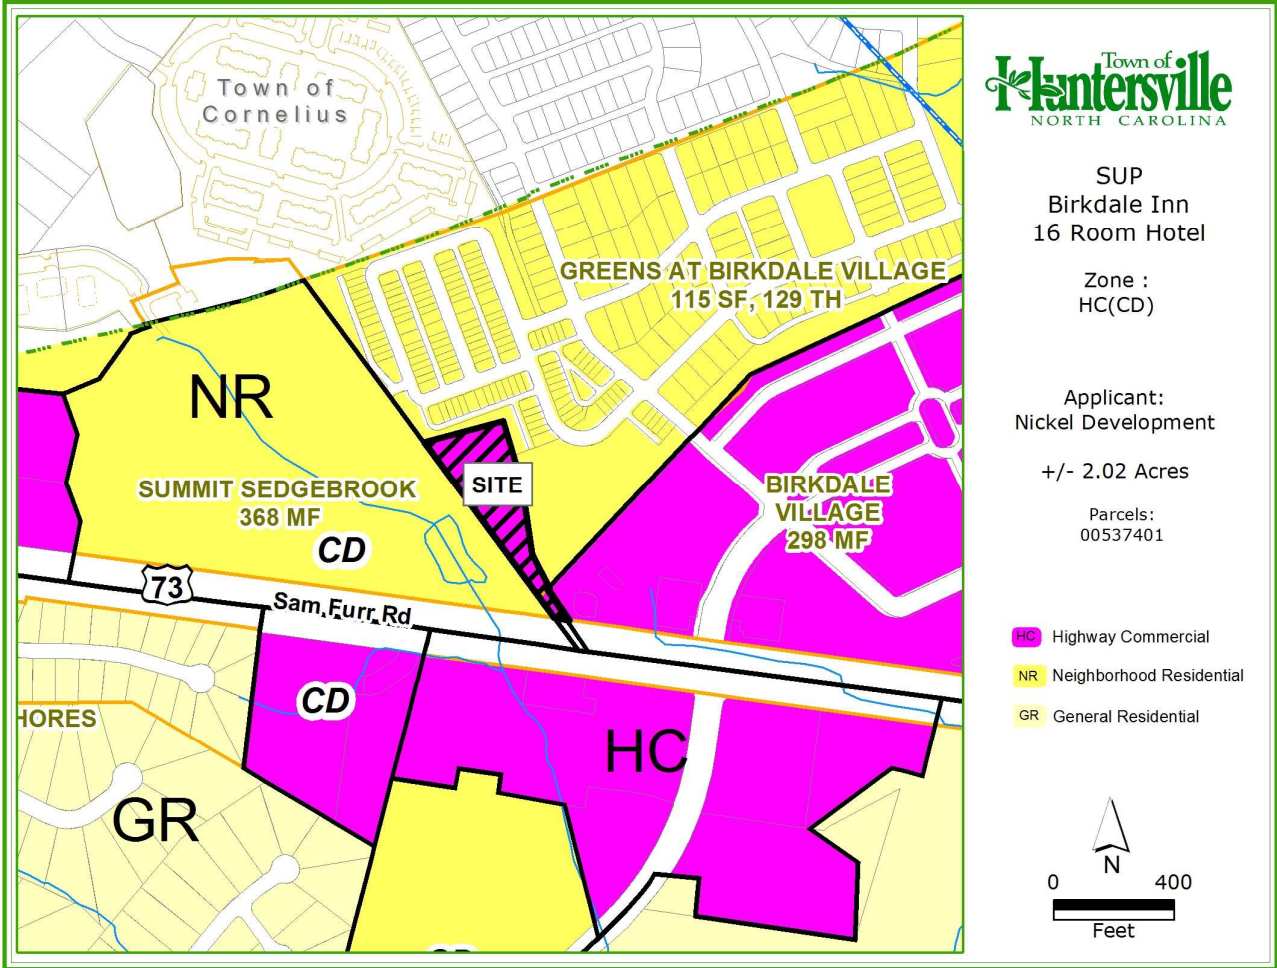 Town of
Cornelius
GREENS AT BIRKDALE VILLAGE
115 SF, 129 TH
NR
SITE
SUMMIT SEDGEBROOK
368 MF
CD
BIRKDALE
VILLAGE
298 MF
73
Sam Furr Rd
CD
HORES
HC
GR
Town of
Huntersville
NORTH CAROLINA
SUP
Birkdale Inn
16 Room Hotel
Zone :
HC(CD)
Applicant:
Nickel Development
+/- 2.02 Acres
Parcels:
00537401
HC Highway Commercial
NR Neighborhood Residential
GR General Residential
N
0 400
Feet